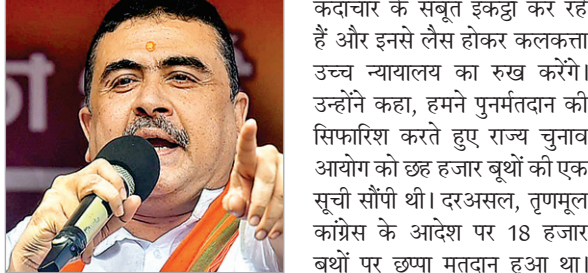 कदाचार के सबूत इकट्ठा कर रहे
हैं और इनसे लैस होकर कलकत्ता
उच्च न्यायालय का रुख करेंगे।
उन्होंने कहा, हमने पुनर्मतदान की
सिफारिश करते हुए राज्य चुनाव
आयोग को छह हजार बूथों की एक
सूची सौंपी थी। दरअसल, तृणमूल
कांग्रेस के आदेश पर 18 हजार
बूथों पर छप्पा मतदान हुआ था।